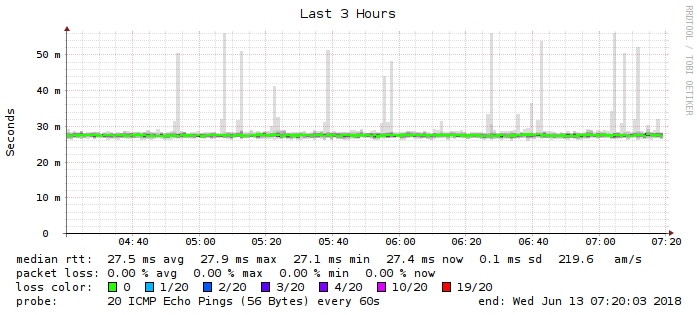 Last 3 Hours
RRDTOOL / TOBI OETIKER
Seconds
50 m
40 m
30 m
20 m
10 m
0
04:40 05:00 05:20 05:40 06:00 06:20 06:40 07:00 07:20
median rtt: 27.5 ms avg 27.9 ms max 27.1 ms min 27.4 ms now 0.1 ms sd 219.6 am/s
packet loss: 0.00 % avg 0.00 % max 0.00 % min 0.00 % now
loss color: 0 1/20 2/20 3/20 4/20 10/20 19/20
probe: 20 ICMP Echo Pings (56 Bytes) every 60s end: Wed Jun 13 07:20:03 2018